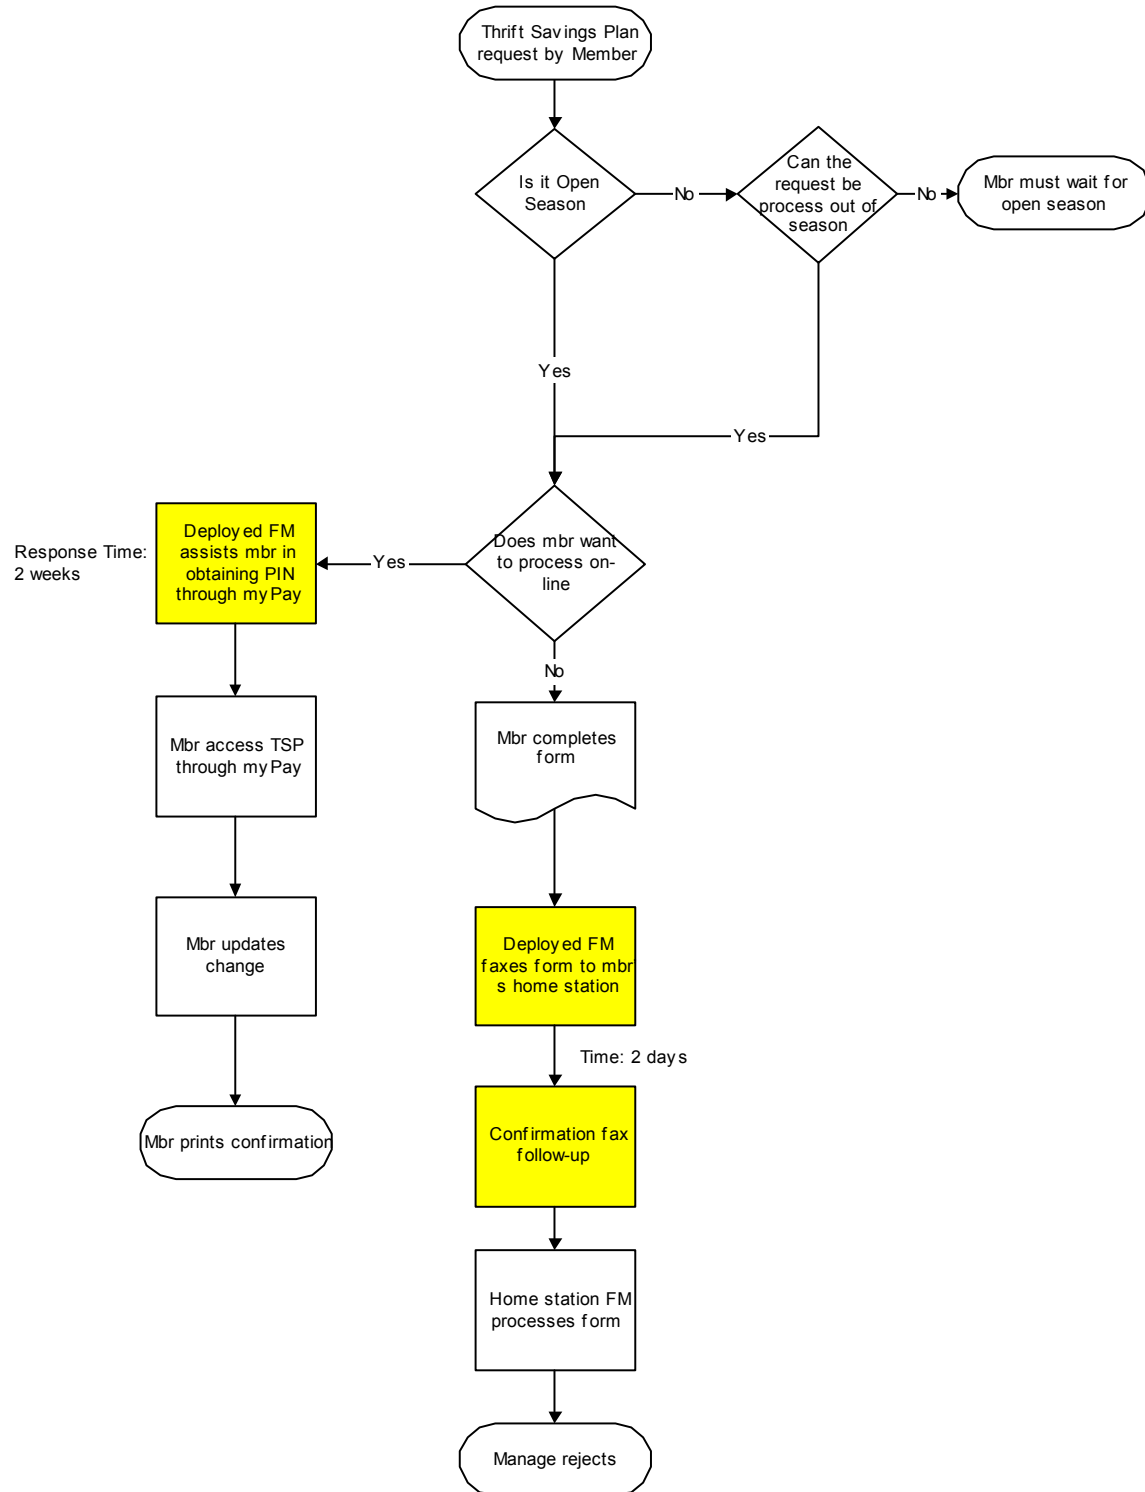 Thrift Savings Plan
request by Member
Is it Open
Season
No
Can the
request be
process out of
season
No
Mbr must wait for
open season
Yes
Yes
Does mbr want
to process on-
line
Yes
Deployed FM
assists mbr in
obtaining PIN
through myPay
Response Time:
2 weeks
No
Mbr access TSP
through myPay
Mbr completes
form
Mbr updates
change
Deployed FM
faxes form to mbr'
s home station
Time: 2 days
Mbr prints confirmation
Confirmation fax
follow-up
Home station FM
processes form
Manage rejects